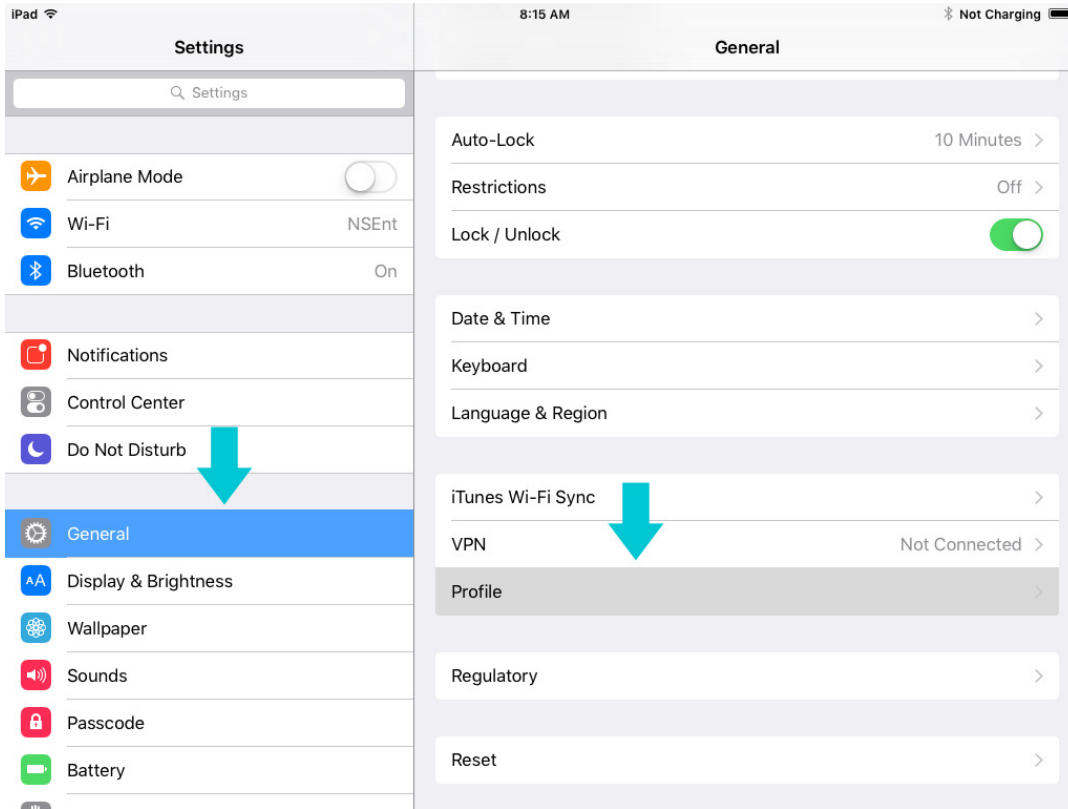 iPad 8:15 AM Not Charging
Settings
Settings
Airplane Mode
Wi-Fi NSEnt
Bluetooth On
Notifications
Control Center
Do Not Disturb
General
AA Display & Brightness
Wallpaper
Sounds
Passcode
Battery
General
Auto-Lock 10 Minutes
Restrictions Off
Lock / Unlock
Date & Time
Keyboard
Language & Region
iTunes Wi-Fi Sync
VPN Not Connected
Profile
Regulatory
Reset